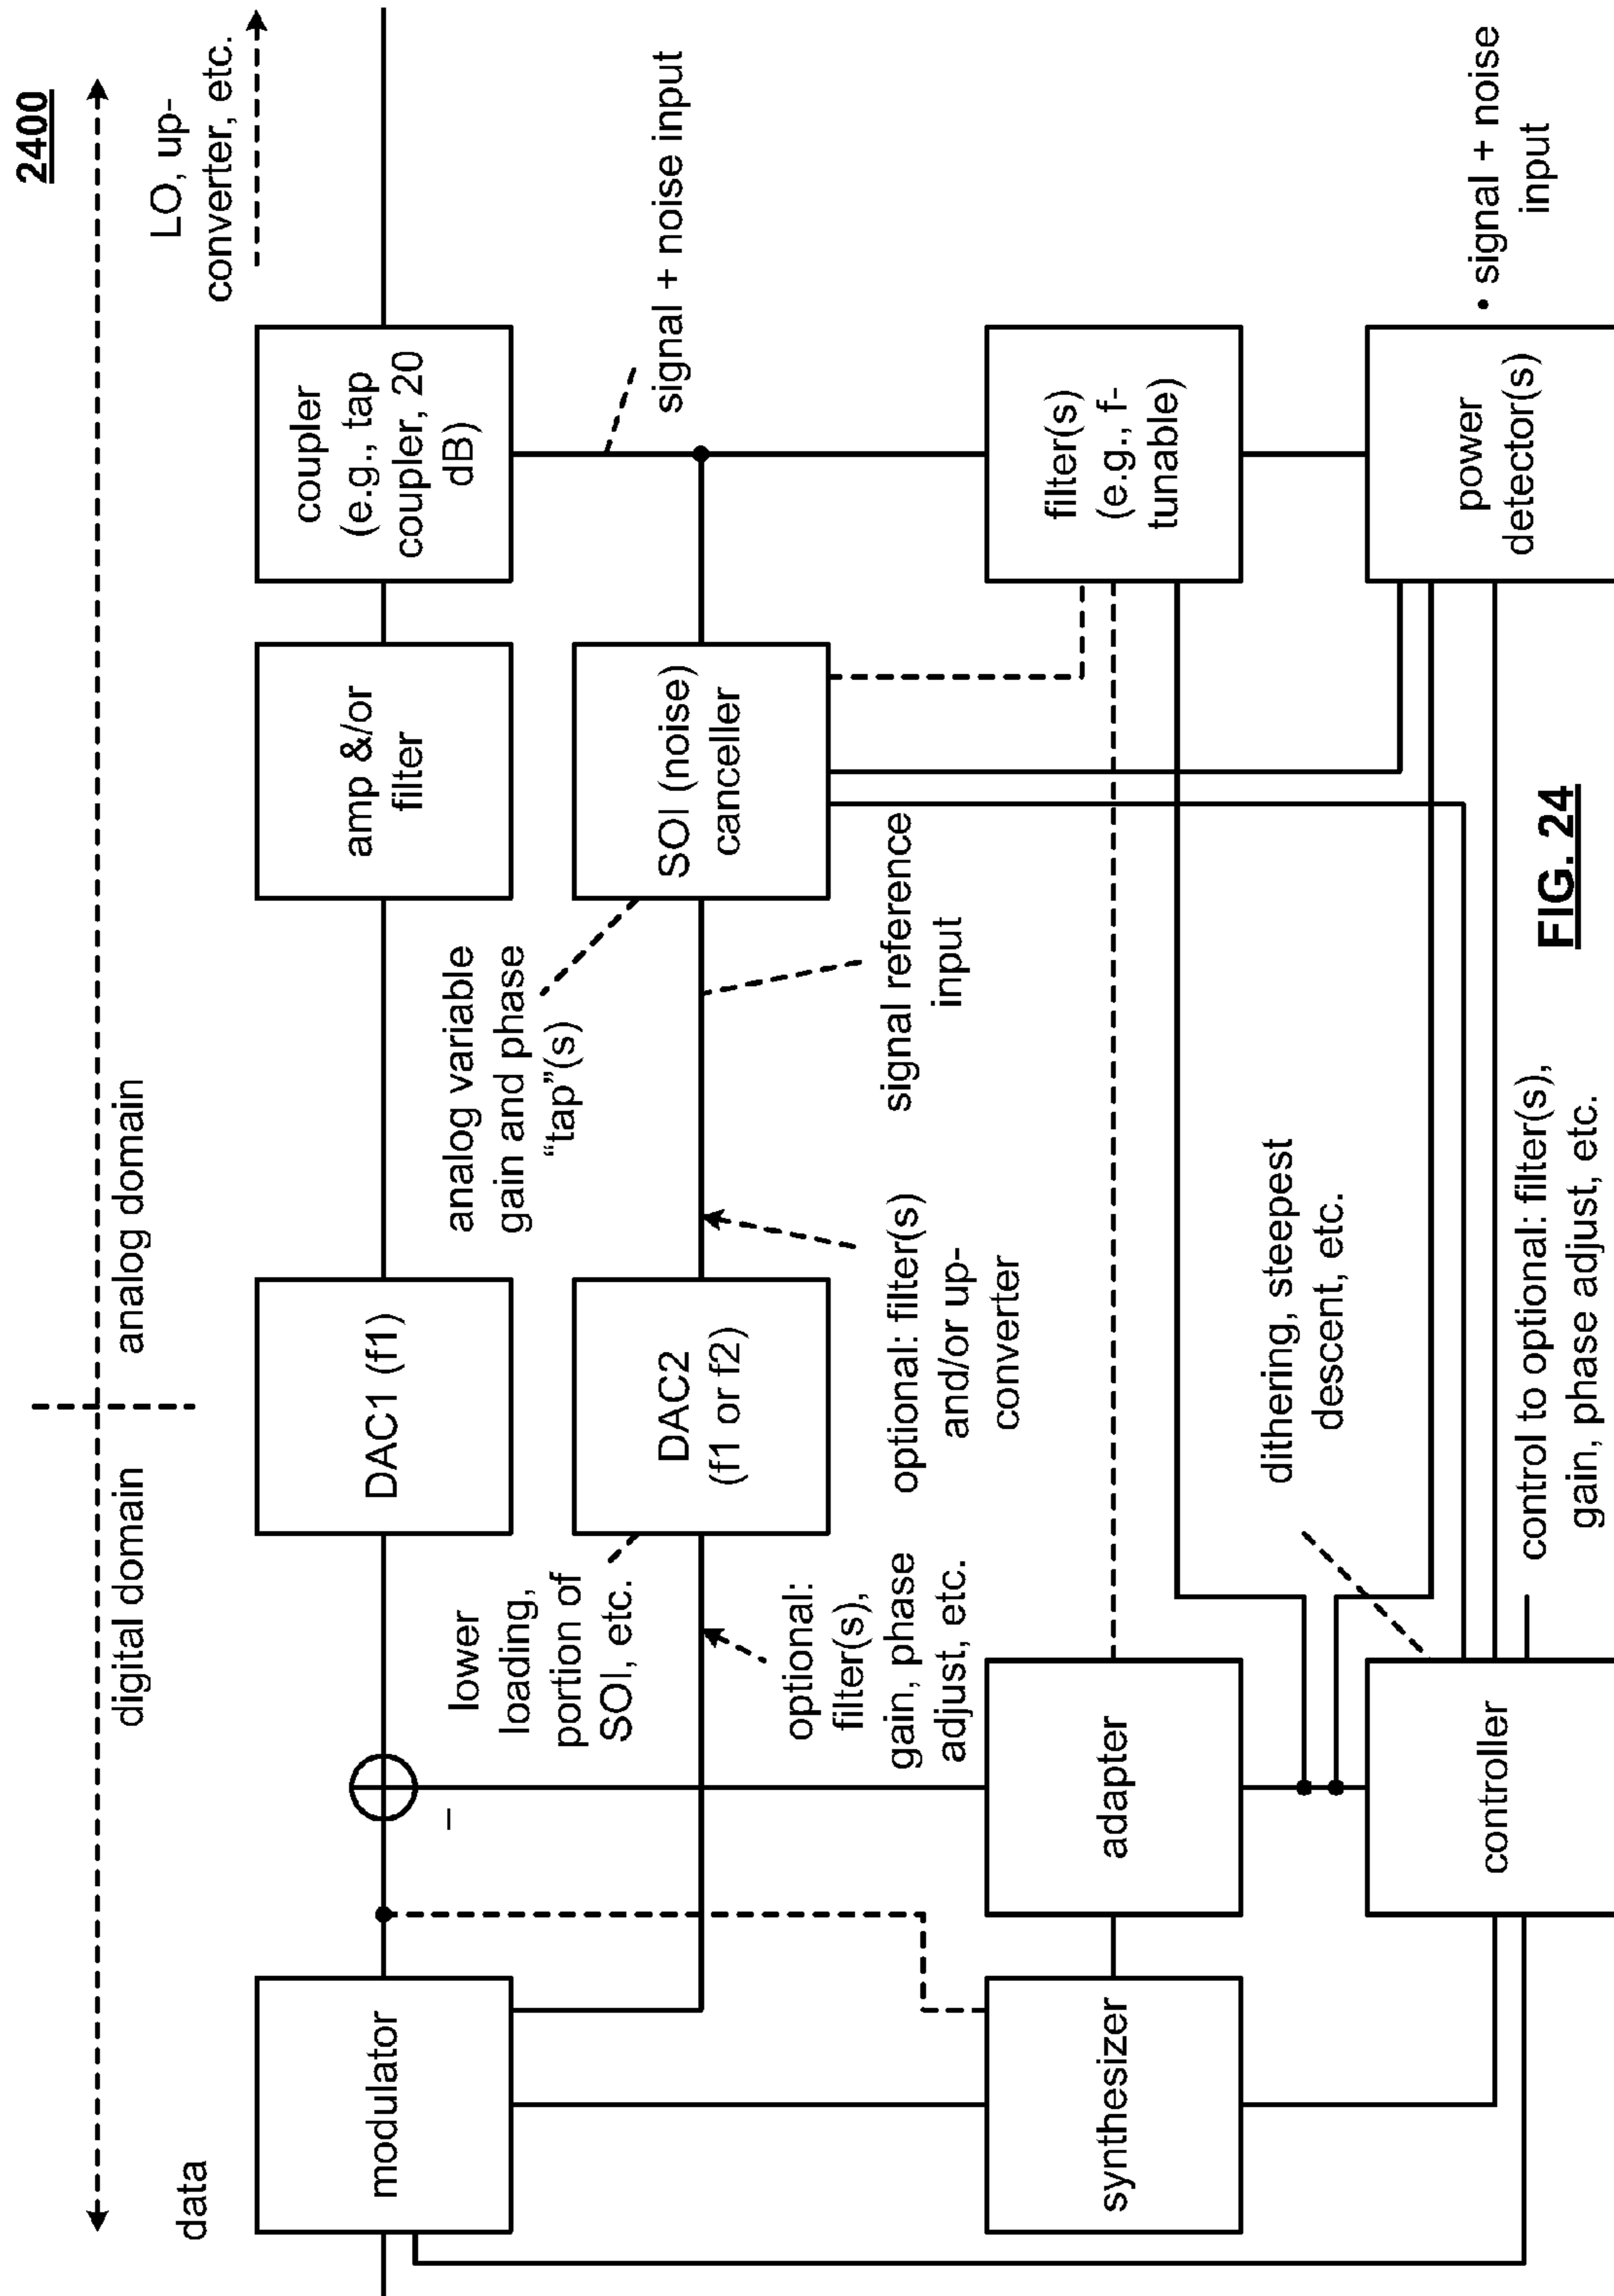 2400
digital domain
analog domain
LO, up-
converter, etc.
data
modulator
–
DAC1 (f1)
amp &/or
filter
coupler
(e.g., tap
coupler, 20
dB)
lower
loading,
portion of
SOI, etc.
DAC2
(f1 or f2)
analog variable
gain and phase
“tap”(s)
SOI (noise)
canceller
signal + noise input
optional:
filter(s),
gain, phase
adjust, etc.
optional: filter(s)
and/or up-
converter
signal reference
input
synthesizer
adapter
filter(s)
(e.g., f-
tunable)
dithering, steepest
descent, etc.
controller
power
detector(s)
• signal + noise
input
control to optional: filter(s),
gain, phase adjust, etc.
FIG. 24